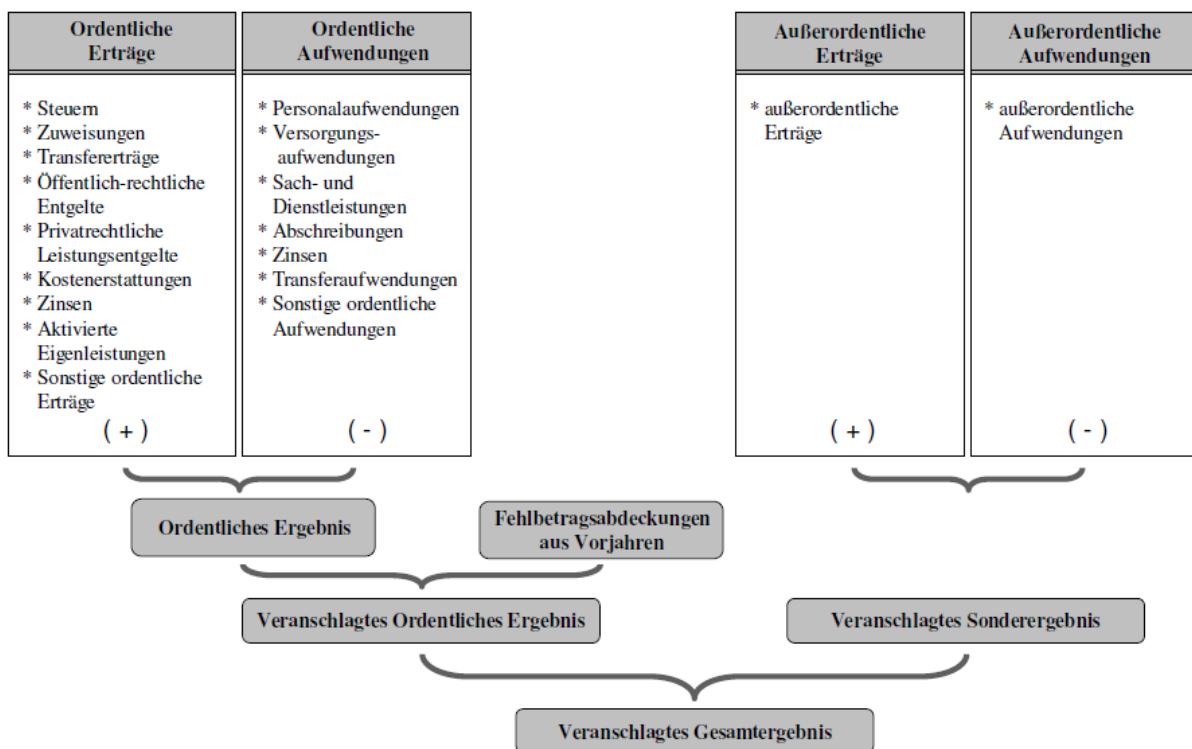 Ordentliche
Erträge
* Steuern
* Zuweisungen
* Transfererträge
* Öffentlich-rechtliche
Entgelte
* Privatrechtliche
Leistungsentgelte
* Kostenerstattungen
* Zinsen
* Aktivierte
Eigenleistungen
* Sonstige ordentliche
Erträge
( + )
Ordentliche
Aufwendungen
* Personalaufwendungen
* Versorgungs-
aufwendungen
* Sach- und
Dienstleistungen
* Abschreibungen
* Zinsen
* Transferaufwendungen
* Sonstige ordentliche
Aufwendungen
( - )
Außerordentliche
Erträge
* außerordentliche
Erträge
( + )
Außerordentliche
Aufwendungen
* außerordentliche
Aufwendungen
( - )
Ordentliches Ergebnis
Fehlbetragsabdeckungen
aus Vorjahren
Veranschlagtes Ordentliches Ergebnis
Veranschlagtes Sonderergebnis
Veranschlagtes Gesamtergebnis